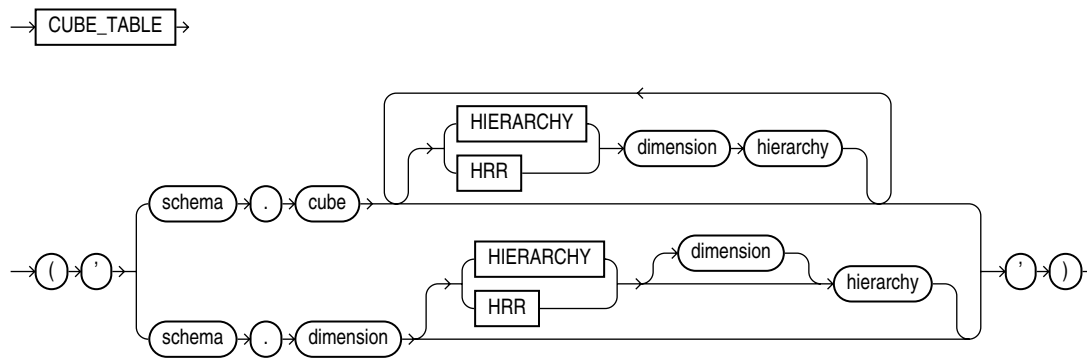 CUBE_TABLE
HIERARCHY
dimension hierarchy
HRR
schema . cube
( '
HIERARCHY dimension
hierarchy
HRR
' )
schema . dimension